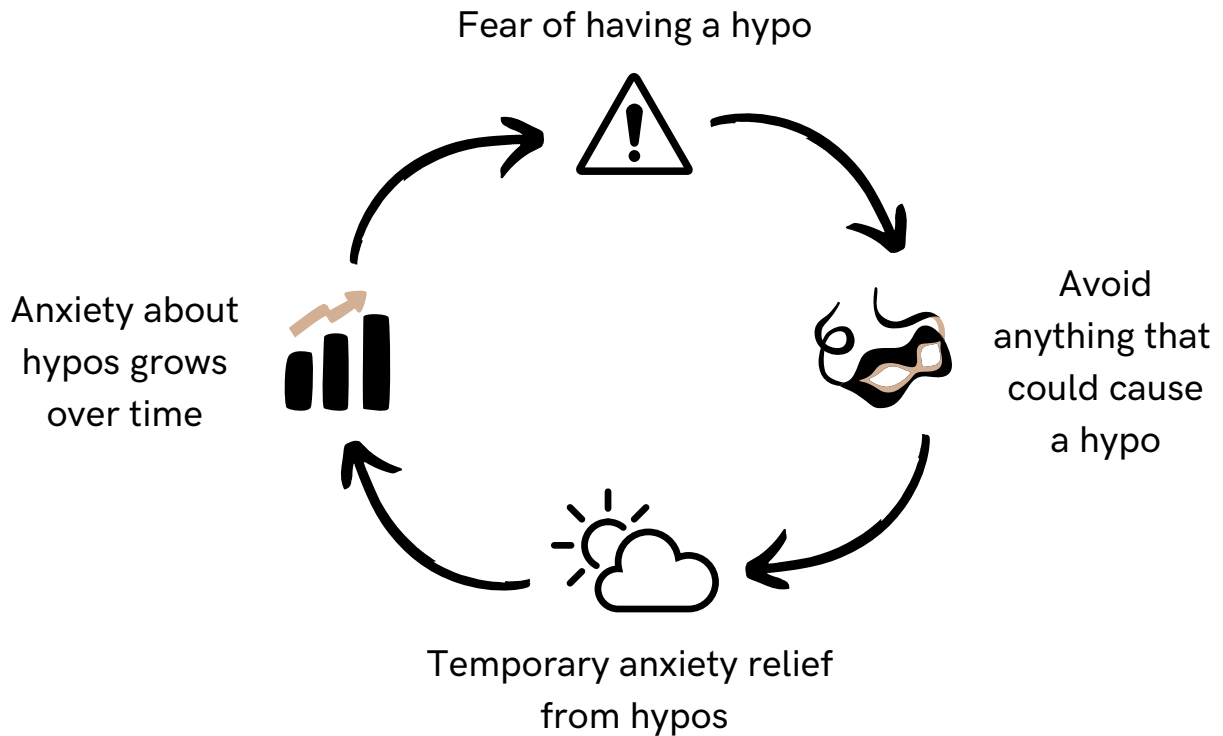 Fear of having a hypo
Avoid
anything that
could cause
a hypo
Temporary anxiety relief
from hypos
Anxiety about
hypos grows
over time